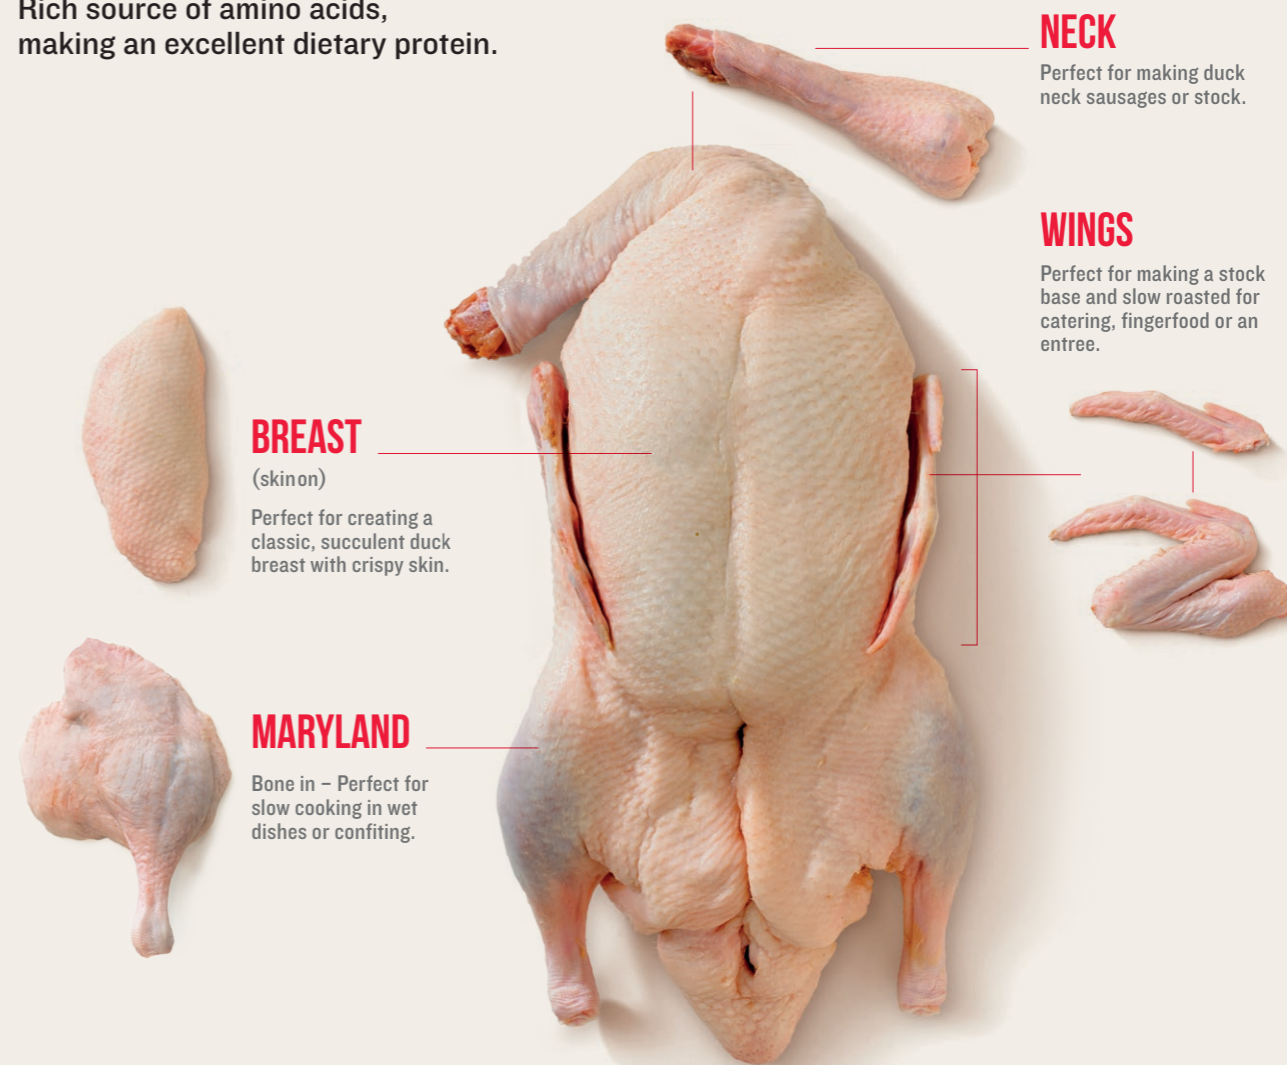 Rich source of amino acids,
making an excellent dietary protein.
NECK
Perfect for making duck
neck sausages or stock.
WINGS
Perfect for making a stock
base and slow roasted for
catering, fingerfood or an
entree.
BREAST
(skin on)
Perfect for creating a
classic, succulent duck
breast with crispy skin.
MARYLAND
Bone in – Perfect for
slow cooking in wet
dishes or confiting.